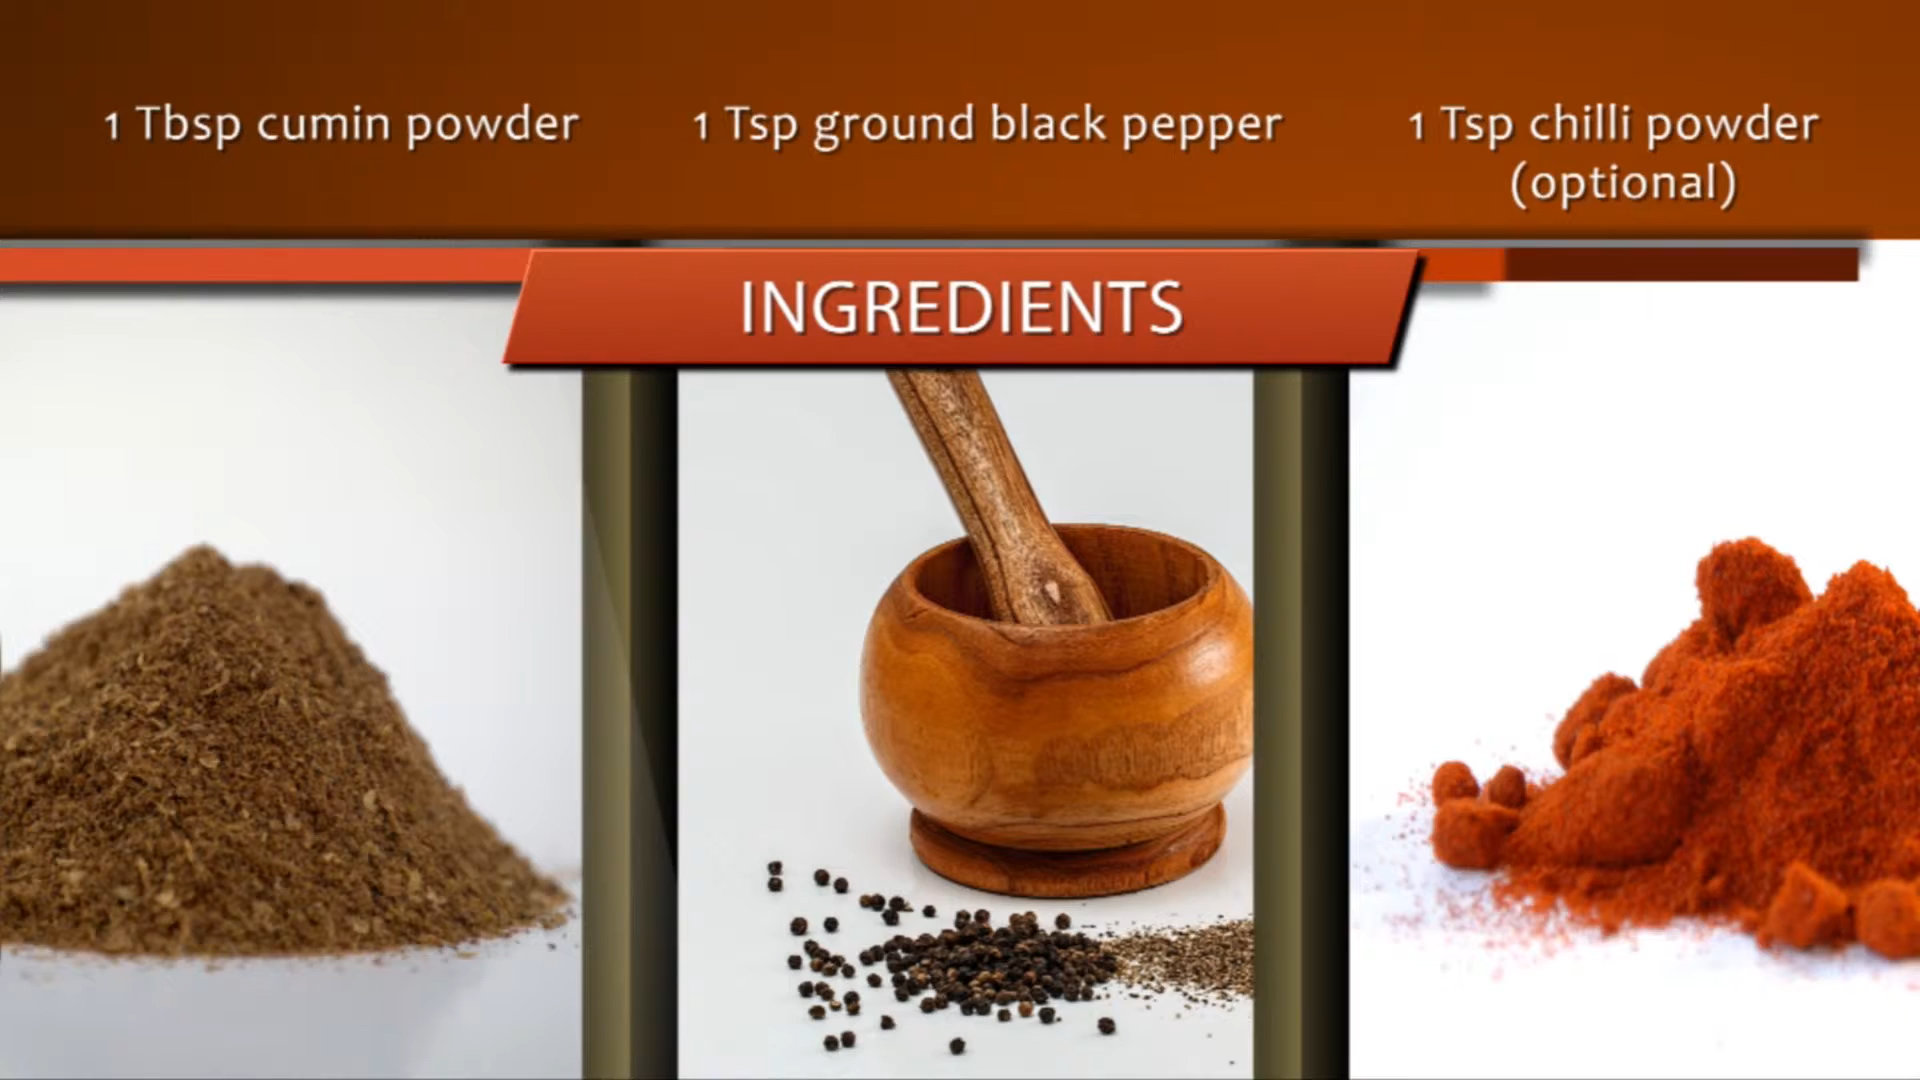 1 Tbsp cumin powder
1 Tsp ground black pepper
1 Tsp chilli powder
(optional)
INGREDIENTS